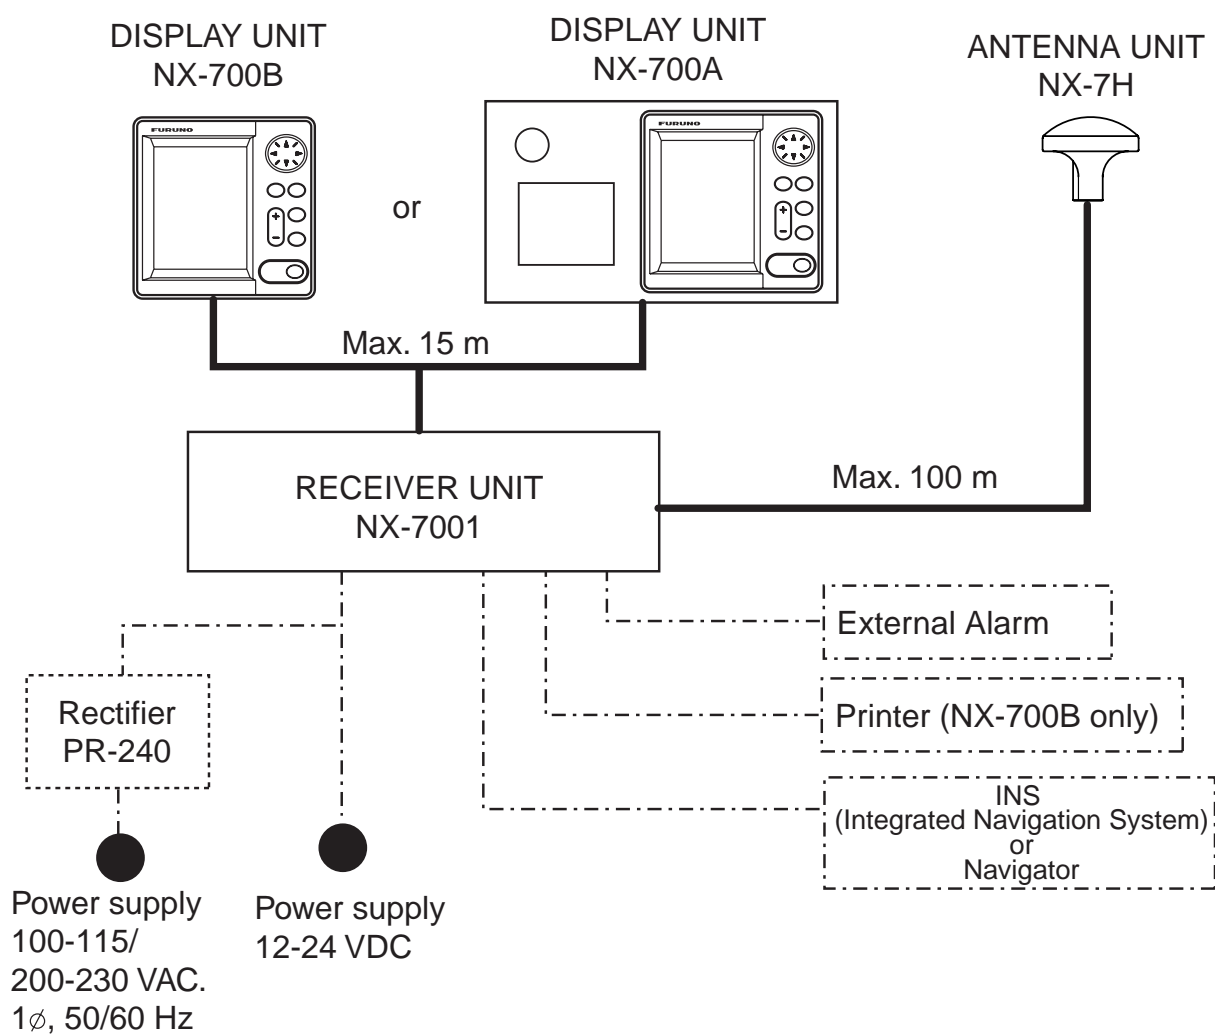 DISPLAY UNIT
NX-700B
DISPLAY UNIT
NX-700A
ANTENNA UNIT
NX-7H
FURUNO
FURUNO
+
−
+
−
or
Max. 15 m
RECEIVER UNIT
NX-7001
Max. 100 m
External Alarm
Printer (NX-700B only)
INS
(Integrated Navigation System)
or
Navigator
Rectifier
PR-240
Power supply
100-115/
200-230 VAC.
1ø, 50/60 Hz
Power supply
12-24 VDC